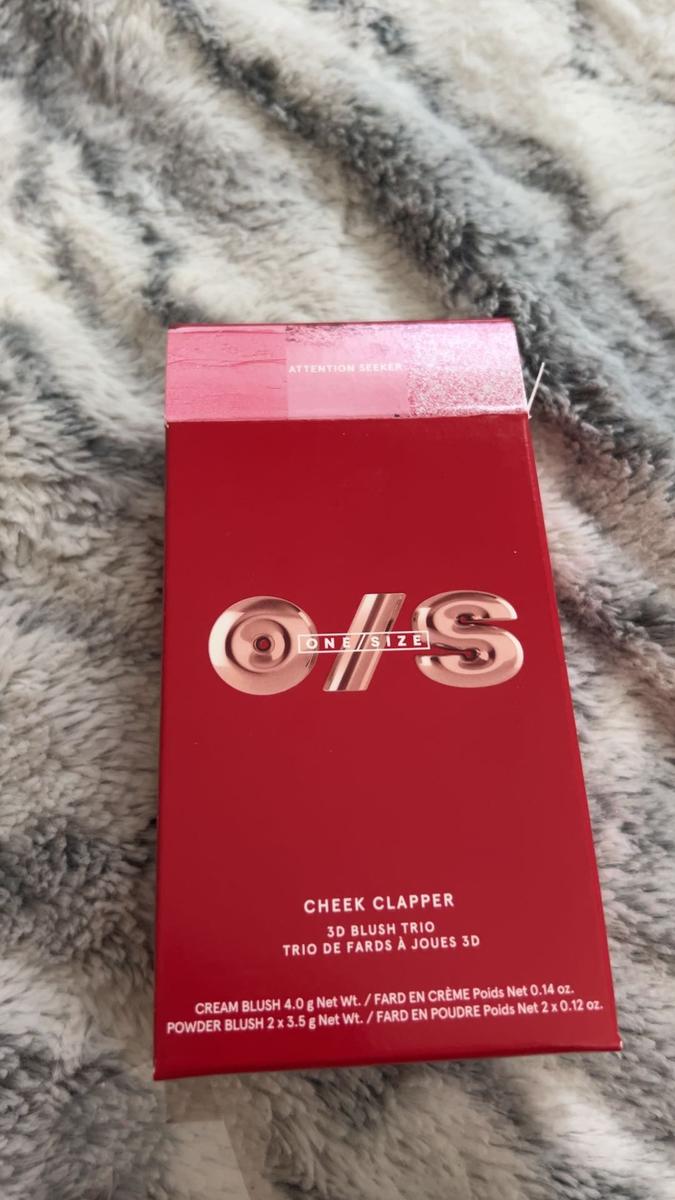 ATTENTION SEEKER
O/S
ONE/SIZE
CHEEK CLAPPER
3D BLUSH TRIO
TRIO DE FARDS À JOUES 3D
CREAM BLUSH 4.0 g Net Wt. / FARD EN CRÈME Poids Net 0.14 oz.
POWDER BLUSH 2 x 3.5 g Net Wt. / FARD EN POUDRE Poids Net 2 x 0.12 oz.